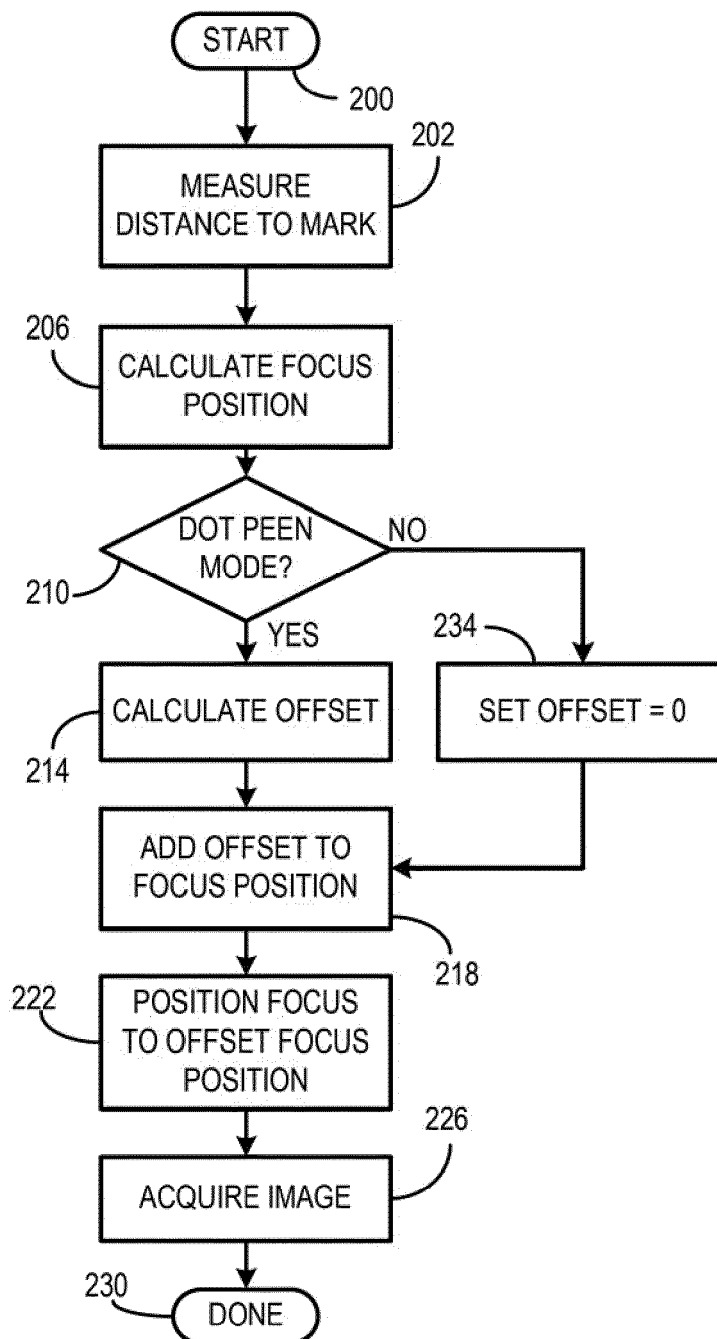 START
200
202
MEASURE
DISTANCE TO MARK
206
CALCULATE FOCUS
POSITION
DOT PEEN
MODE?
NO
210
YES
234
CALCULATE OFFSET
SET OFFSET = 0
214
ADD OFFSET TO
FOCUS POSITION
218
222
POSITION FOCUS
TO OFFSET FOCUS
POSITION
226
ACQUIRE IMAGE
230
DONE